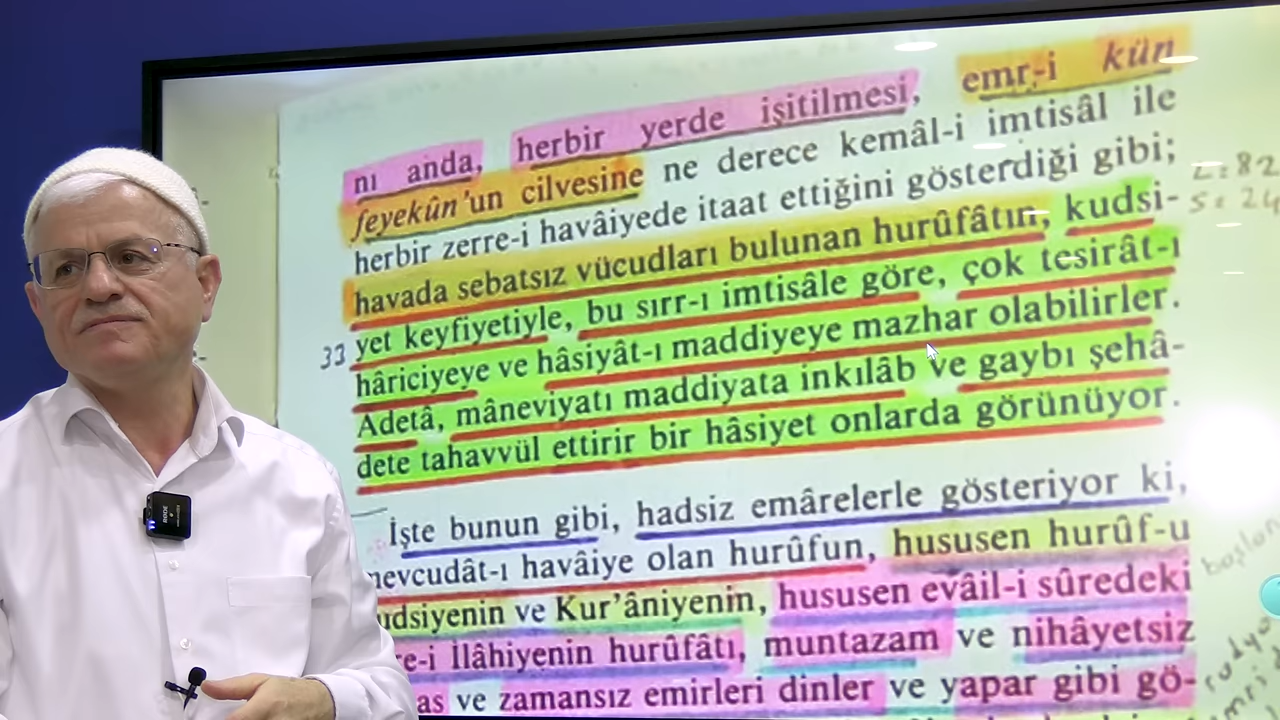 nı anda, herbir yerde işitilmesi, emr-i kün
feyekûn'un cilvesine ne derece kemâl-i imtisâl ile
herbir zerre-i havâiyede itaat ettiğini gösterdiği gibi;
havada sebatsız vücudları bulunan hurûfâtın, kudsi-
yet keyfiyetiyle, bu sırr-ı imtisâle göre, çok tesirât-ı
hâriciyeye ve hâsiyât-ı maddiyeye mazhar olabilirler.
Adetâ, mâneviyatı maddiyata inkılâb ve gaybı şehâ-
dete tahavvül ettirir bir hâsiyet onlarda görünüyor.
33
İşte bunun gibi, hadsiz emârelerle gösteriyor ki,
mevcudât-ı havâiye olan hurûfun, hususen hurûf-u
udsiyenin ve Kur'âniyenin, hususen evâil-i sûredeki
re-i İlâhiyenin hurûfâtı, muntazam ve nihâyetsiz
as ve zamansız emirleri dinler ve yapar gibi gö-
RODE